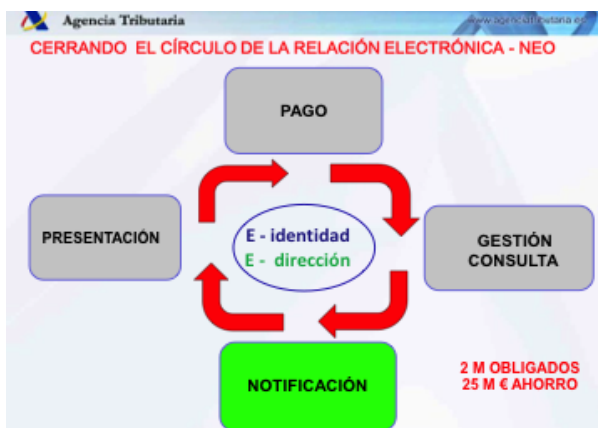 Agencia Tributaria
www.agenciatributaria.es
CERRANDO EL CÍRCULO DE LA RELACIÓN ELECTRÓNICA - NEO
PAGO
PRESENTACIÓN
E - identidad
E - dirección
GESTIÓN
CONSULTA
NOTIFICACIÓN
2 M OBLIGADOS
25 M € AHORRO